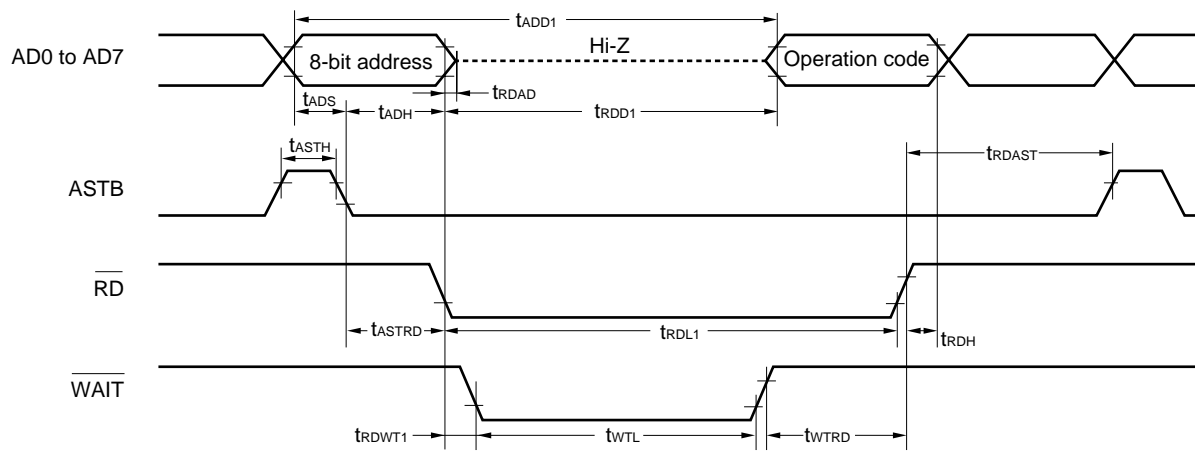 tADD1
AD0 to AD7
8-bit address
Hi-Z
Operation code
tADS
tADH
tRDAD
tRDD1
tASTH
tRDAST
ASTB
RD
tASTRD
tRDL1
tRDH
WAIT
tRDWT1
tWTL
tWTRD